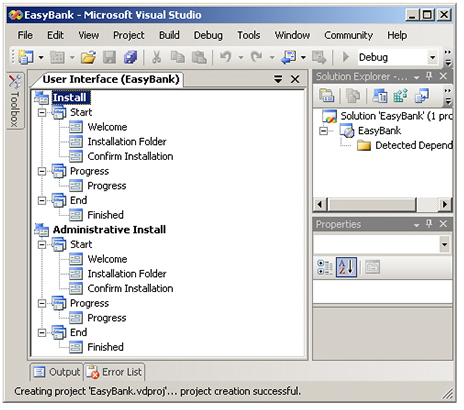 EasyBank - Microsoft Visual Studio
File Edit View Project Build Debug Tools Window Community Help
Debug
Toolbox
User Interface (EasyBank)
Install
Start
Welcome
Installation Folder
Confirm Installation
Progress
Progress
End
Finished
Administrative Install
Start
Welcome
Installation Folder
Confirm Installation
Progress
Progress
End
Finished
Solution Explorer -...
Solution 'EasyBank' (1 pro
EasyBank
Detected Depend
Properties
Output Error List
Creating project 'EasyBank.vdproj'... project creation successful.